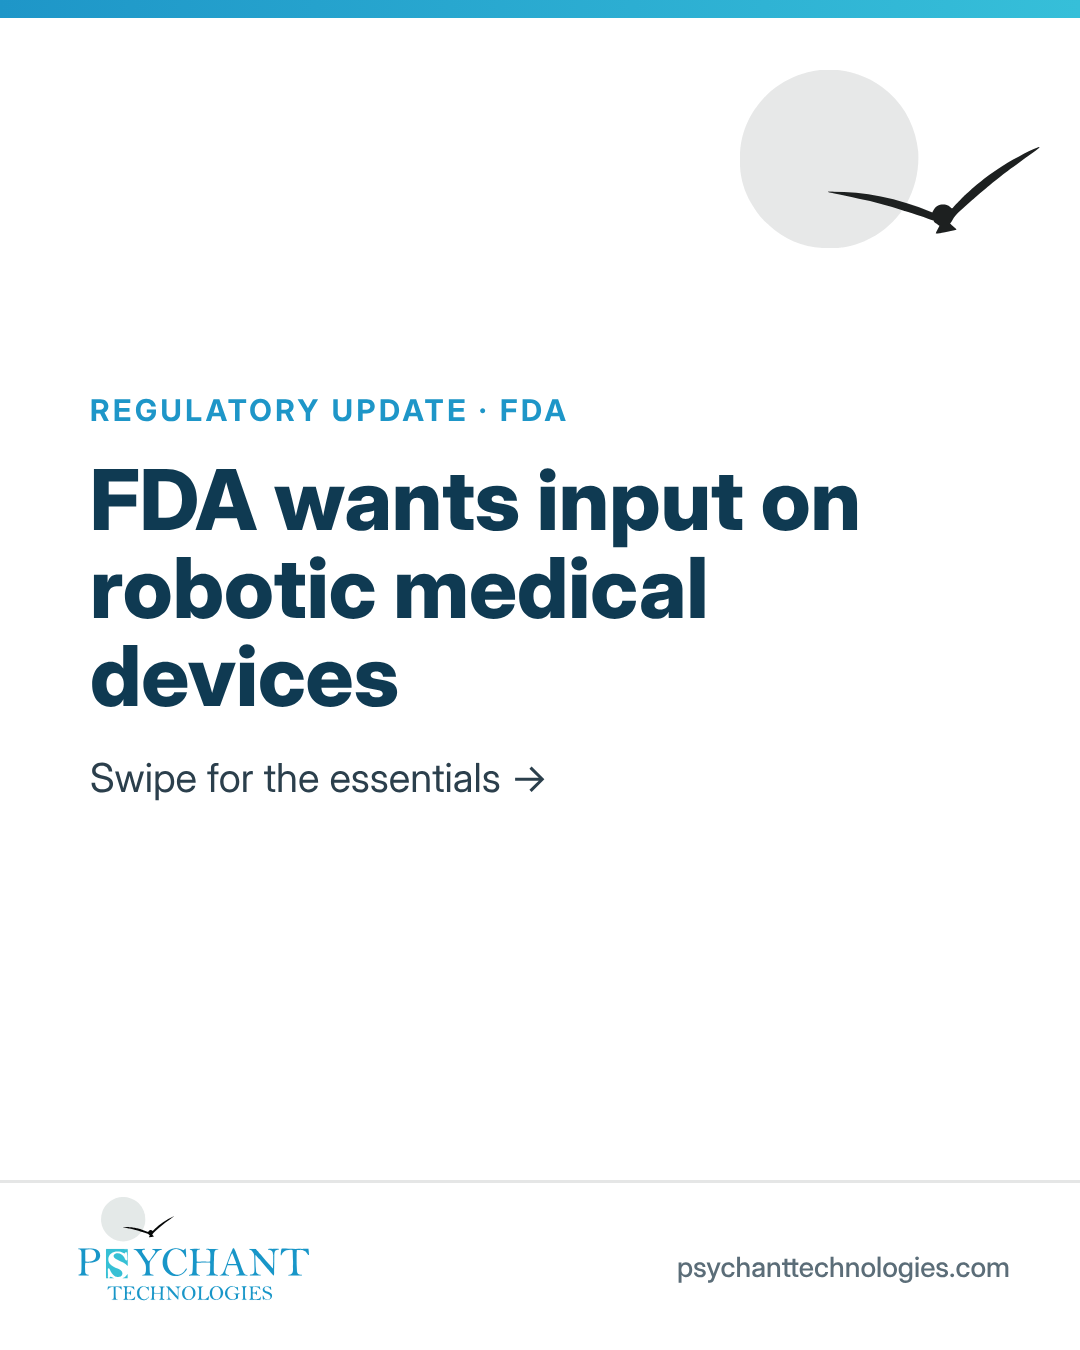 REGULATORY UPDATE · FDA
FDA wants input on
robotic medical
devices
Swipe for the essentials →
PSYCHANT
TECHNOLOGIES
psychanttechnologies.com